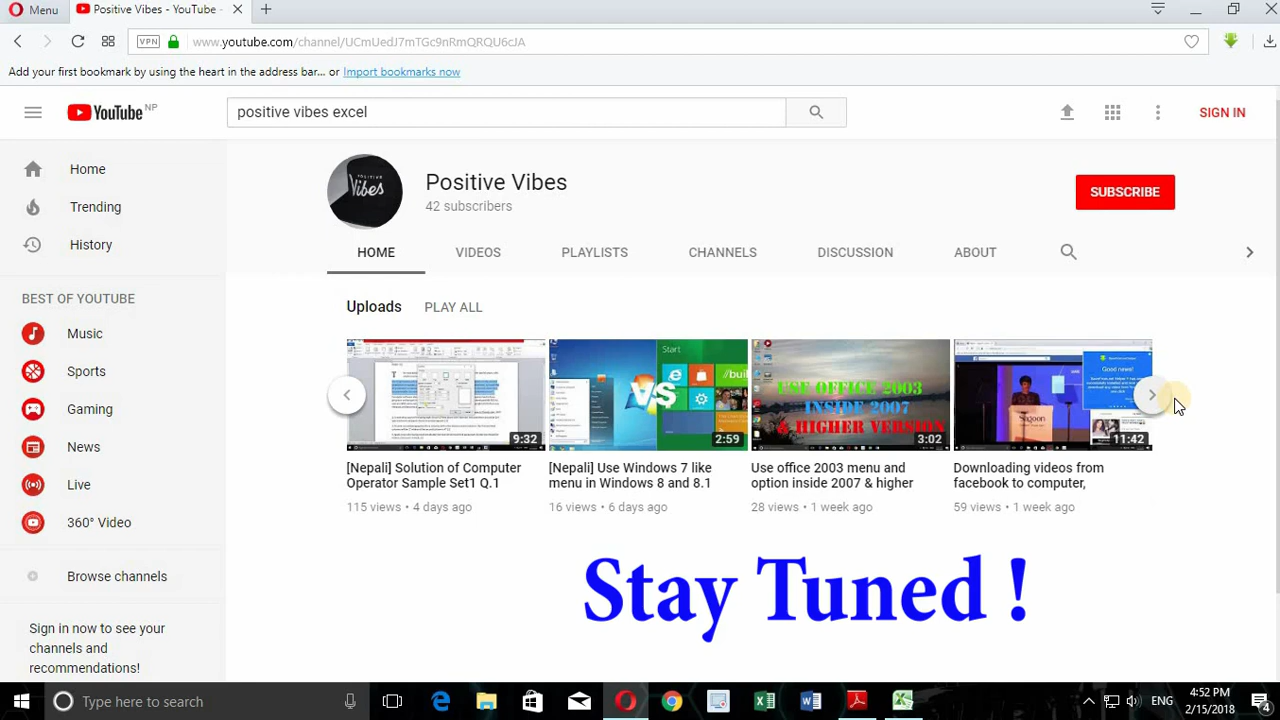 Menu
Positive Vibes - YouTube -
VPN www.youtube.com/channel/UCmUedJ7mTGc9nRmQRQU6cJA
Add your first bookmark by using the heart in the address bar... or Import bookmarks now
YouTube NP
positive vibes excel
SIGN IN
Home
Trending
History
BEST OF YOUTUBE
Music
Sports
Gaming
News
Live
360° Video
Browse channels
Sign in now to see your
channels and
recommendations!
Vibes
Positive Vibes
42 subscribers
SUBSCRIBE
HOME VIDEOS PLAYLISTS CHANNELS DISCUSSION ABOUT
Uploads PLAY ALL
9:32
[Nepali] Solution of Computer
Operator Sample Set1 Q.1
115 views • 4 days ago
Start
VS
2:59
[Nepali] Use Windows 7 like
menu in Windows 8 and 8.1
16 views • 6 days ago
USE OFFICE 2003
INSIDE 2007
& HIGHER VERSION
3:02
Use office 2003 menu and
option inside 2007 & higher
28 views • 1 week ago
Good news!
11:42
Downloading videos from
facebook to computer,
59 views • 1 week ago
Stay Tuned !
Type here to search
ENG
4:52 PM
2/15/2018
4